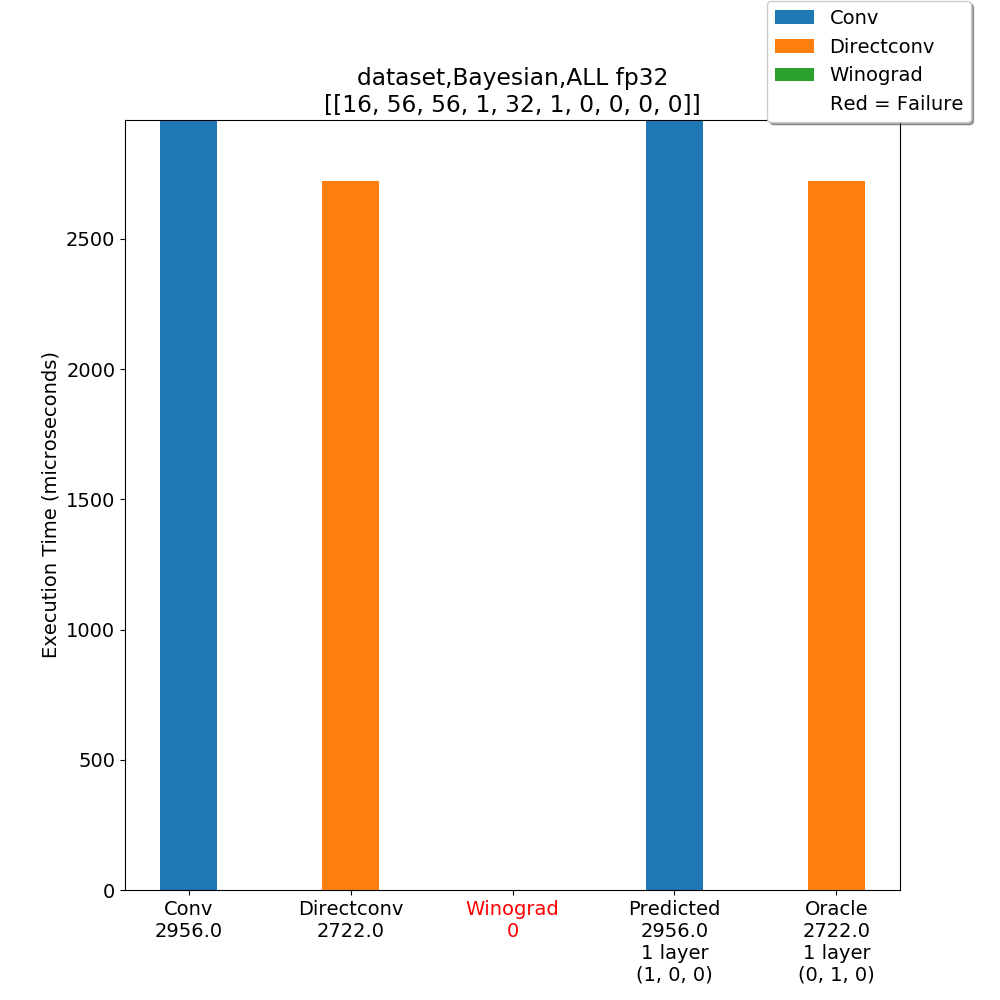 Conv
Directconv
Winograd
Red = Failure
dataset,Bayesian,ALL fp32
[[16, 56, 56, 1, 32, 1, 0, 0, 0, 0]]
Execution Time (microseconds)
2500
2000
1500
1000
500
0
Conv
2956.0
Directconv
2722.0
Winograd
0
Predicted
2956.0
1 layer
(1, 0, 0)
Oracle
2722.0
1 layer
(0, 1, 0)